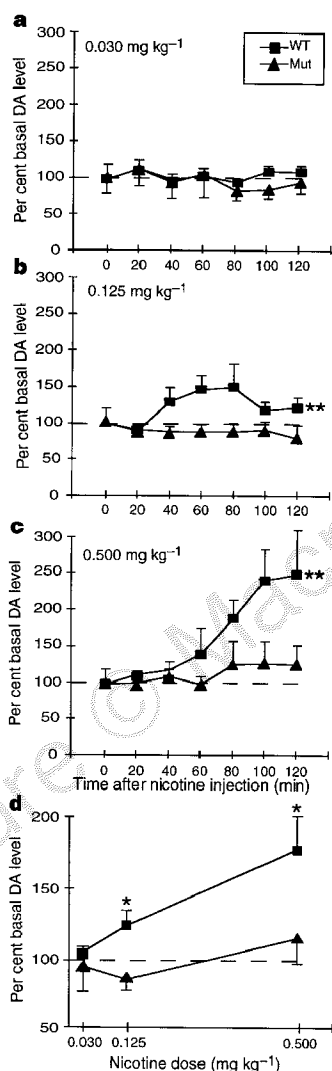 a
300
250
200
150
100
50
0
0.030 mg kg⁻¹
WT
Mut
Per cent basal DA level
0 20 40 60 80 100 120
b
300
250
200
150
100
50
0
0.125 mg kg⁻¹
**
Per cent basal DA level
0 20 40 60 80 100 120
c
300
250
200
150
100
50
0
0.500 mg kg⁻¹
**
Per cent basal DA level
0 20 40 60 80 100 120
Time after nicotine injection (min)
d
200
150
100
50
* *
Per cent basal DA level
0.030 0.125 0.500
Nicotine dose (mg kg⁻¹)